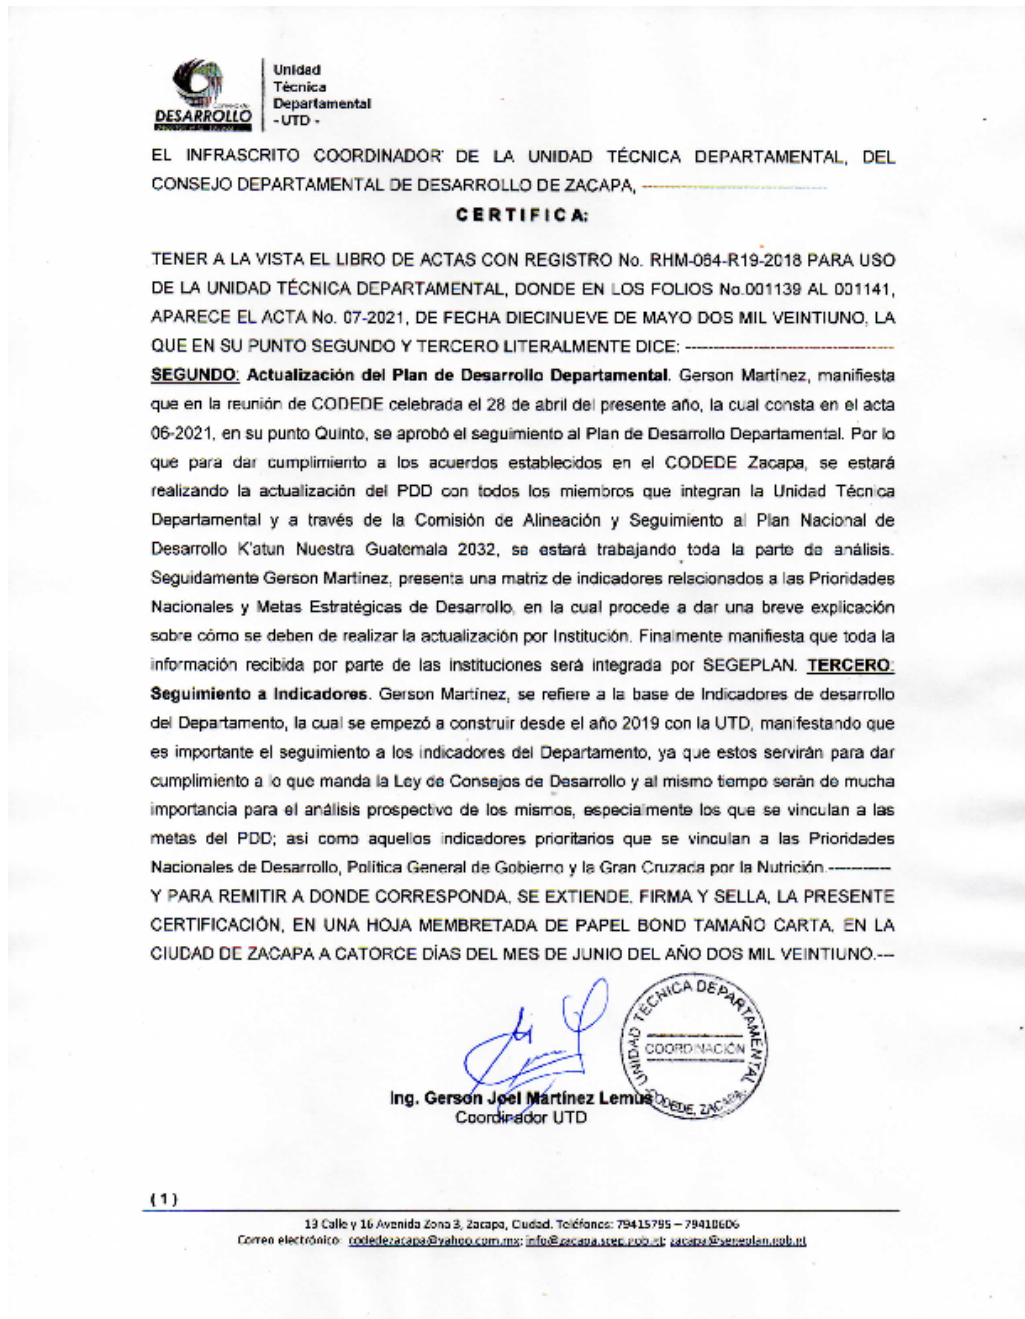 Unidad
Técnica
Departamental
- UTD -
DESARROLLO
EL INFRASCRITO COORDINADOR DE LA UNIDAD TÉCNICA DEPARTAMENTAL, DEL
CONSEJO DEPARTAMENTAL DE DESARROLLO DE ZACAPA, ------------------------------
CERTIFICA:
TENER A LA VISTA EL LIBRO DE ACTAS CON REGISTRO No. RHM-064-R19-2018 PARA USO
DE LA UNIDAD TÉCNICA DEPARTAMENTAL, DONDE EN LOS FOLIOS No.001139 AL 001141,
APARECE EL ACTA No. 07-2021, DE FECHA DIECINUEVE DE MAYO DOS MIL VEINTIUNO, LA
QUE EN SU PUNTO SEGUNDO Y TERCERO LITERALMENTE DICE: ----------------------------------
SEGUNDO: Actualización del Plan de Desarrollo Departamental. Gerson Martínez, manifiesta
que en la reunión de CODEDE celebrada el 28 de abril del presente año, la cual consta en el acta
06-2021, en su punto Quinto, se aprobó el seguimiento al Plan de Desarrollo Departamental. Por lo
que para dar cumplimiento a los acuerdos establecidos en el CODEDE Zacapa, se estará
realizando la actualización del PDD con todos los miembros que integran la Unidad Técnica
Departamental y a través de la Comisión de Alineación y Seguimiento al Plan Nacional de
Desarrollo K'atun Nuestra Guatemala 2032, se estará trabajando toda la parte de análisis.
Seguidamente Gerson Martinez, presenta una matriz de indicadores relacionados a las Prioridades
Nacionales y Metas Estratégicas de Desarrollo, en la cual procede a dar una breve explicación
sobre cómo se deben de realizar la actualización por Institución. Finalmente manifiesta que toda la
información recibida por parte de las instituciones será integrada por SEGEPLAN. TERCERO:
Seguimiento a Indicadores. Gerson Martínez, se refiere a la base de Indicadores de desarrollo
del Departamento, la cual se empezó a construir desde el año 2019 con la UTD, manifestando que
es importante el seguimiento a los indicadores del Departamento, ya que estos servirán para dar
cumplimiento a lo que manda la Ley de Consejos de Desarrollo y al mismo tiempo serán de mucha
importancia para el análisis prospectivo de los mismos, especialmente los que se vinculan a las
metas del PDD; así como aquellos indicadores prioritarios que se vinculan a las Prioridades
Nacionales de Desarrollo, Política General de Gobierno y la Gran Cruzada por la Nutrición.-----------
Y PARA REMITIR A DONDE CORRESPONDA, SE EXTIENDE, FIRMA Y SELLA, LA PRESENTE
CERTIFICACIÓN, EN UNA HOJA MEMBRETADA DE PAPEL BOND TAMAÑO CARTA, EN LA
CIUDAD DE ZACAPA A CATORCE DÍAS DEL MES DE JUNIO DEL AÑO DOS MIL VEINTIUNO.---
UNIDAD TÉCNICA DEPARTAMENTAL
COORDINACIÓN
CODEDE, ZACAPA.
Ing. Gerson Joel Martínez Lemus
Coordinador UTD
(1)
13 Calle y 16 Avenida Zona 3, Zacapa, Ciudad. Teléfonos: 79415795 – 79410606
Correo electrónico: codedezacapa@yahoo.com.mx; info@zacapa.scep.gob.gt; zacapa@segeplan.gob.gt